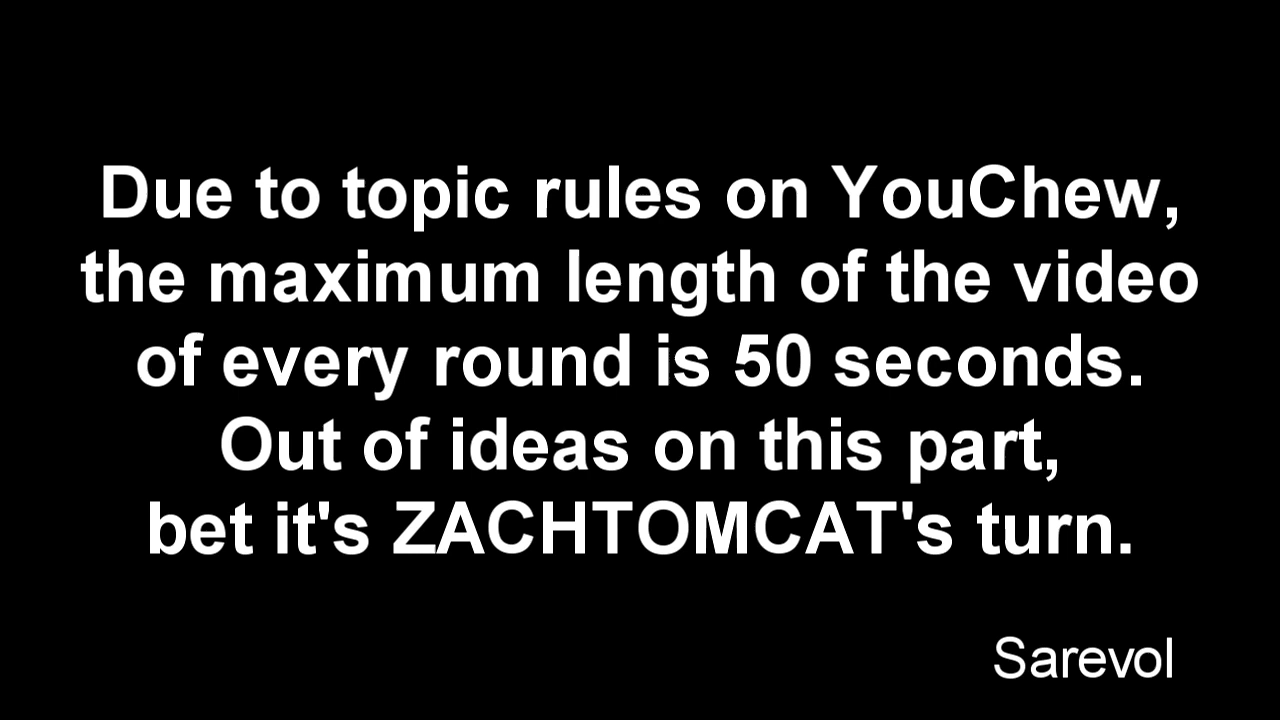 Due to topic rules on YouChew,
the maximum length of the video
of every round is 50 seconds.
Out of ideas on this part,
bet it's ZACHTOMCAT's turn.
Sarevol